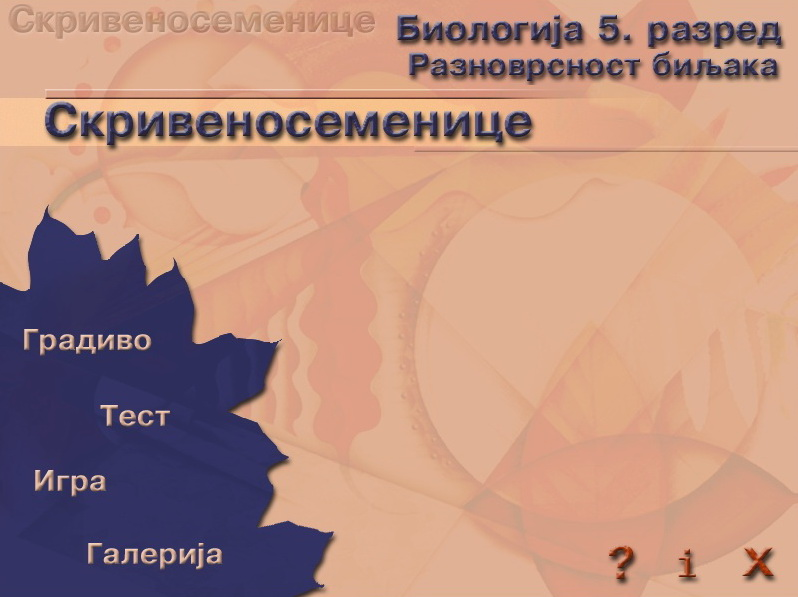 Скривеносеменице
Биологија 5. разред
Разноврсност биљака
Скривеносеменице
Градиво
Тест
Игра
Галерија
? i X